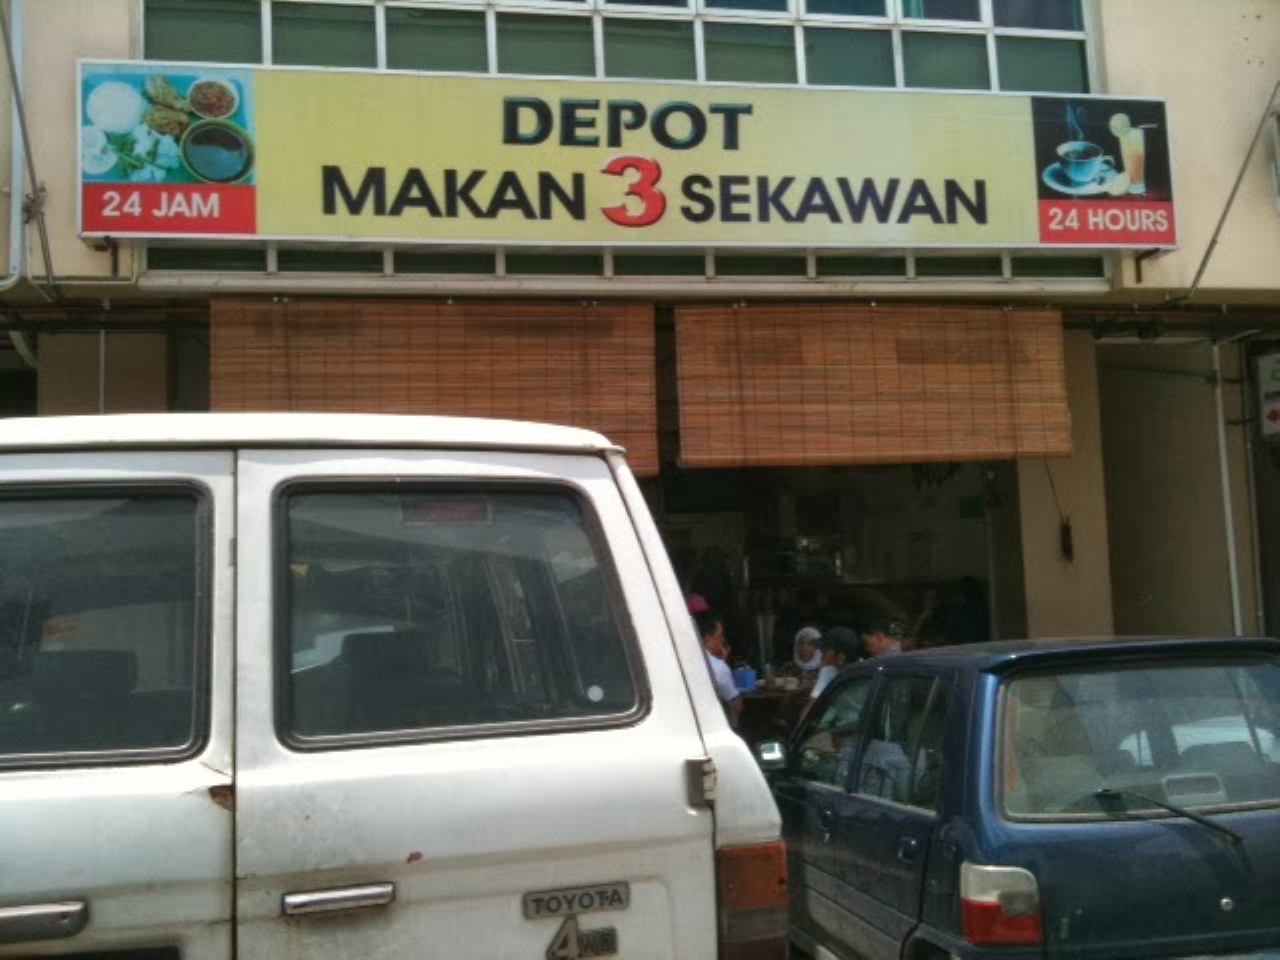 DEPOT
MAKAN 3 SEKAWAN
24 JAM
24 HOURS
TOYOTA
4WD